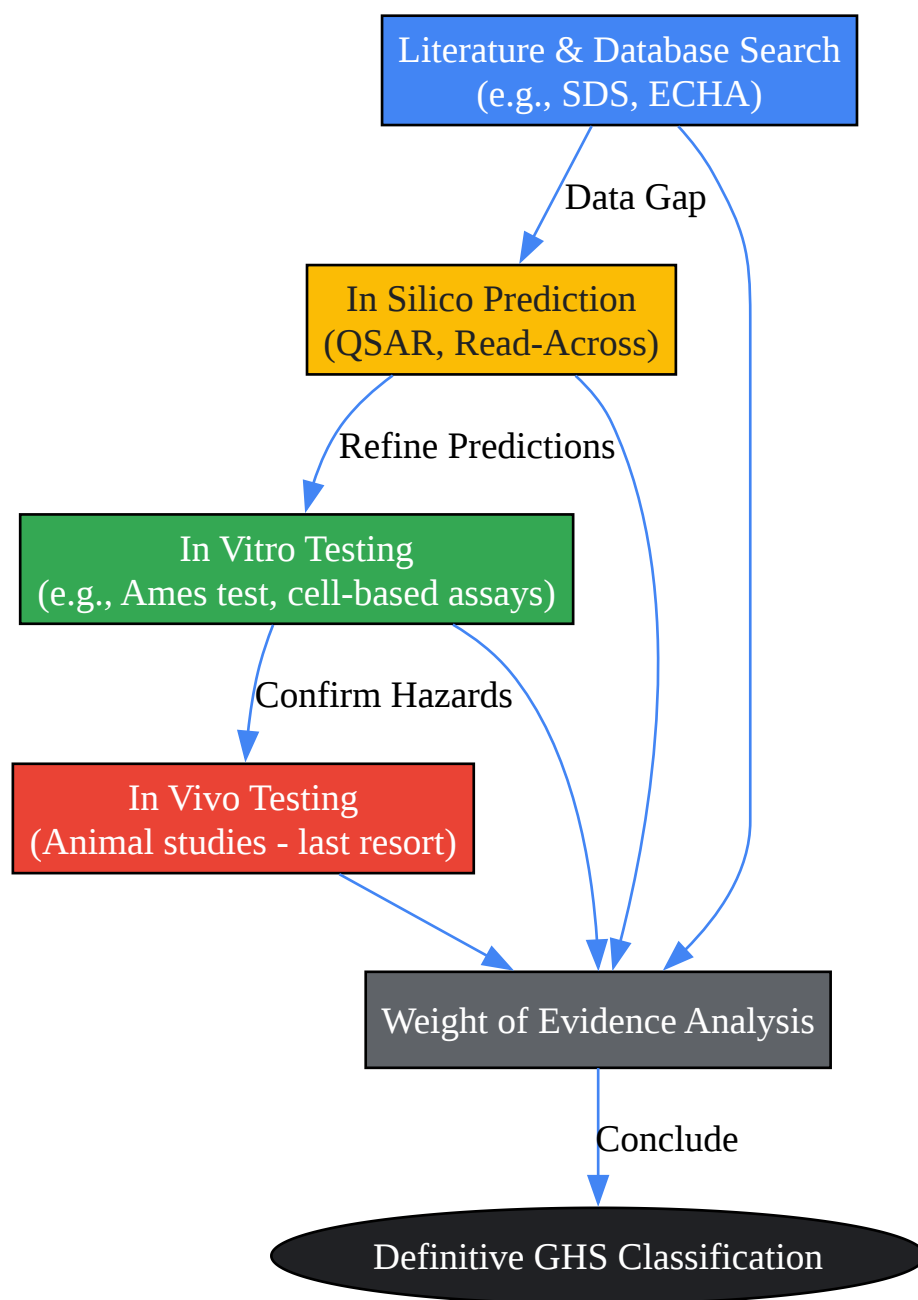 Literature & Database Search
(e.g., SDS, ECHA)
Data Gap
In Silico Prediction
(QSAR, Read-Across)
Refine Predictions
In Vitro Testing
(e.g., Ames test, cell-based assays)
Confirm Hazards
In Vivo Testing
(Animal studies - last resort)
Weight of Evidence Analysis
Conclude
Definitive GHS Classification